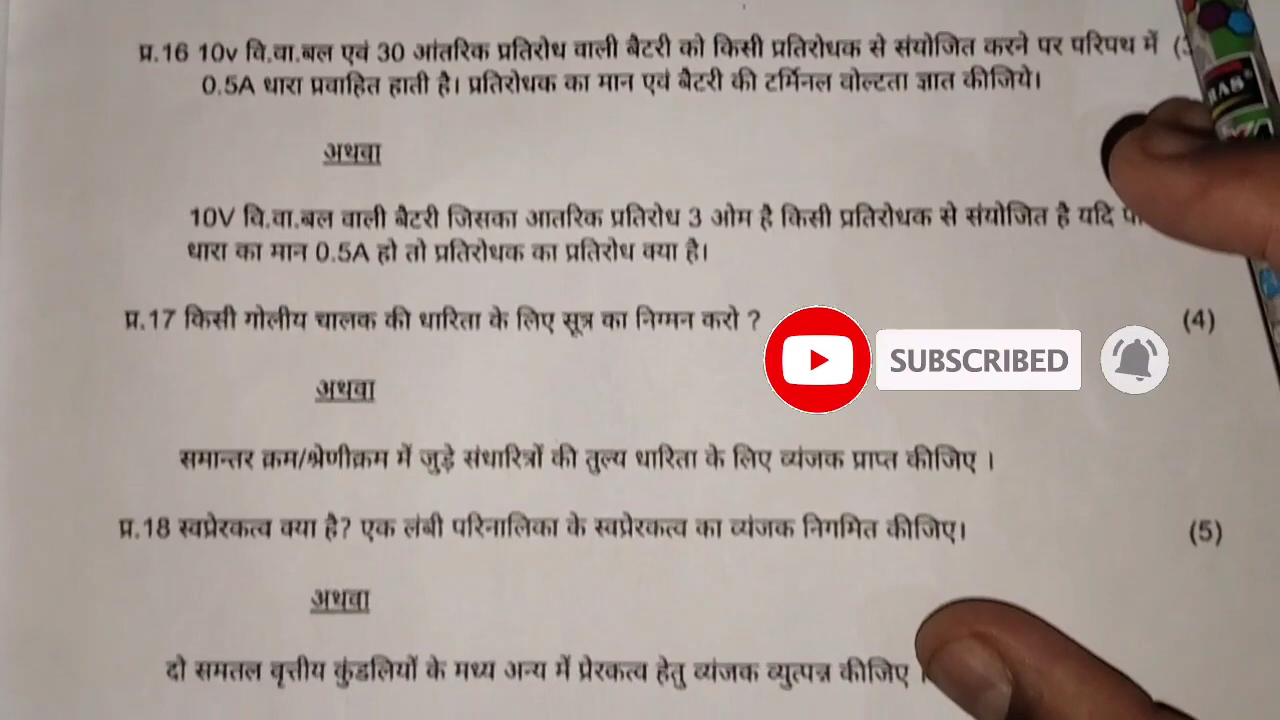 प्र.16 10v वि.वा.बल एवं 30 आंतरिक प्रतिरोध वाली बैटरी को किसी प्रतिरोधक से संयोजित करने पर परिपथ में
0.5A धारा प्रवाहित हाती है। प्रतिरोधक का मान एवं बैटरी की टर्मिनल वोल्टता ज्ञात कीजिये।
अथवा
10V वि.वा.बल वाली बैटरी जिसका आतरिक प्रतिरोध 3 ओम है किसी प्रतिरोधक से संयोजित है यदि
धारा का मान 0.5A हो तो प्रतिरोधक का प्रतिरोध क्या है।
प्र.17 किसी गोलीय चालक की धारिता के लिए सूत्र का निग्मन करो ? (4)
SUBSCRIBED
अथवा
समान्तर क्रम/श्रेणीक्रम में जुड़े संधारित्रों की तुल्य धारिता के लिए व्यंजक प्राप्त कीजिए ।
प्र.18 स्वप्रेरकत्व क्या है? एक लंबी परिनालिका के स्वप्रेरकत्व का व्यंजक निगमित कीजिए। (5)
अथवा
दो समतल वृत्तीय कुंडलियों के मध्य अन्य में प्रेरकत्व हेतु व्यंजक व्युत्पन्न कीजिए ।